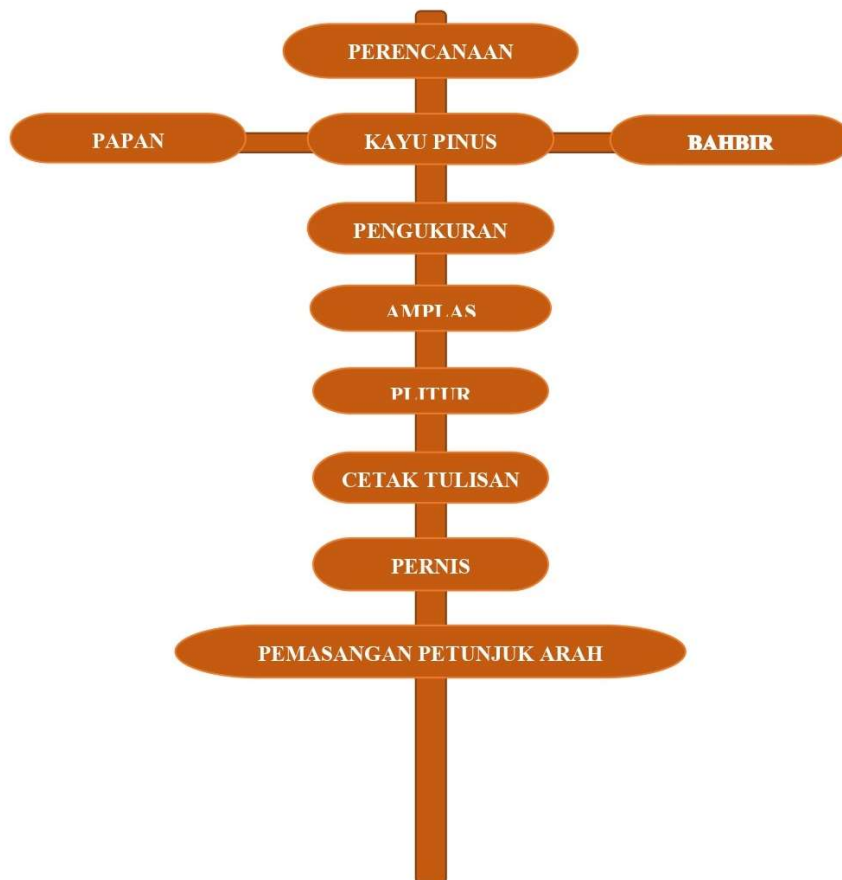 PERENCANAAN
PAPAN
KAYU PINUS
BAHBIR
PENGUKURAN
AMPLAS
PLITUR
CETAK TULISAN
PERNIS
PEMASANGAN PETUNJUK ARAH